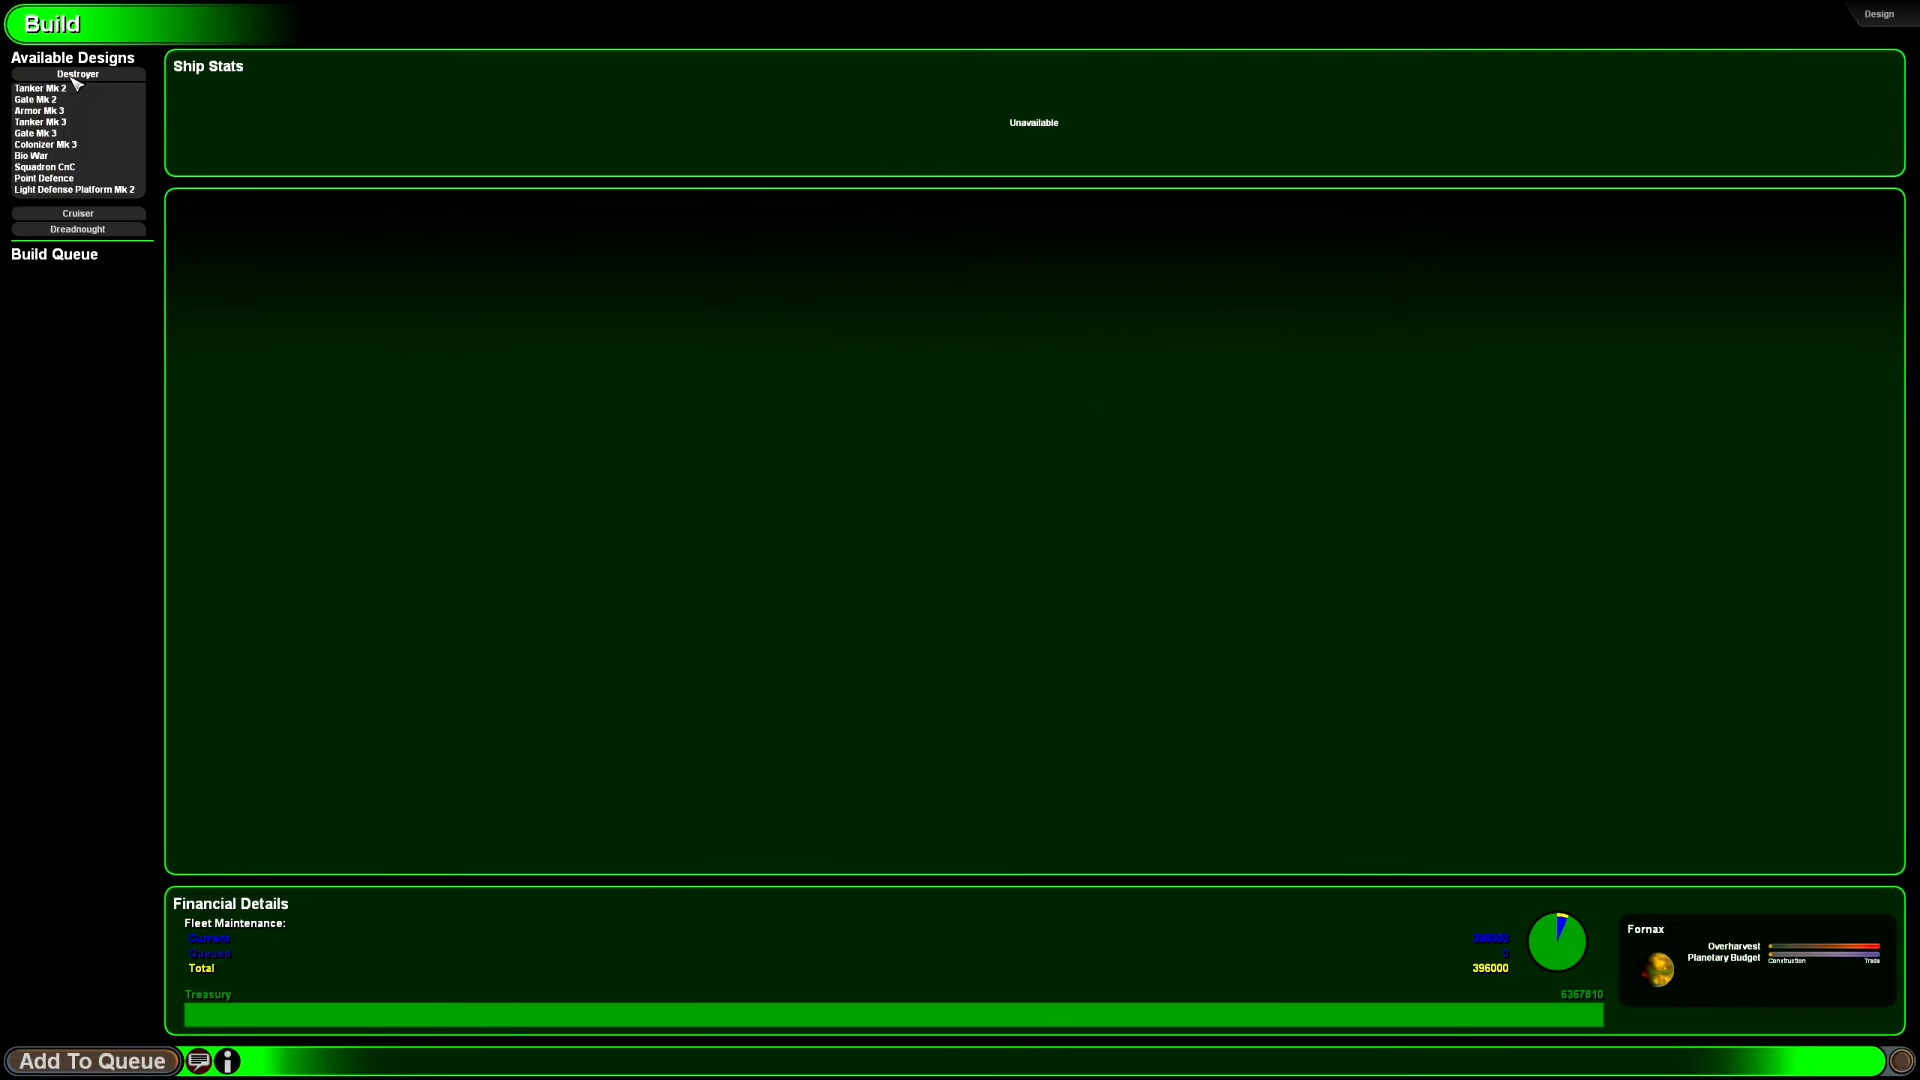 Build
Design
Available Designs
Destroyer
Tanker Mk 2
Gate Mk 2
Armor Mk 3
Tanker Mk 3
Gate Mk 3
Colonizer Mk 3
Bio War
Squadron CnC
Point Defence
Light Defense Platform Mk 2
Cruiser
Dreadnought
Build Queue
Ship Stats
Unavailable
Financial Details
Fleet Maintenance:
Current 396000
Queued 0
Total 396000
Treasury 6367810
Fornax
Overharvest
Planetary Budget
Construction Trade
Add To Queue